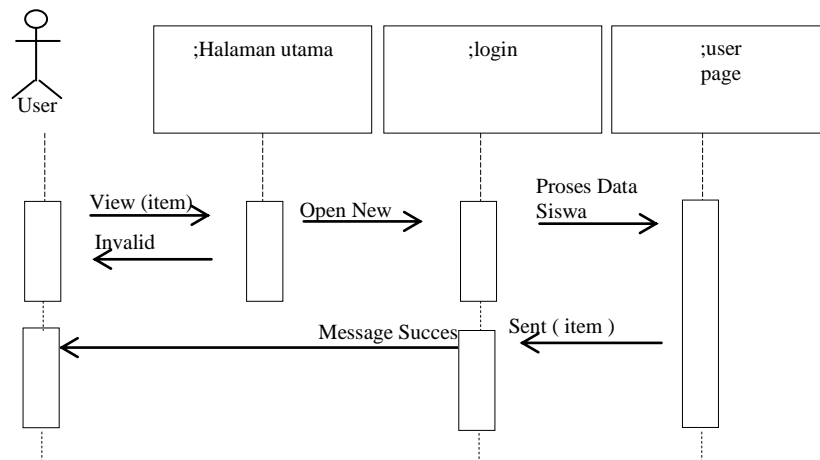 ;Halaman utama
;login
;user
page
User
View (item)
Open New
Proses Data
Siswa
Invalid
Message Succes
Sent ( item )